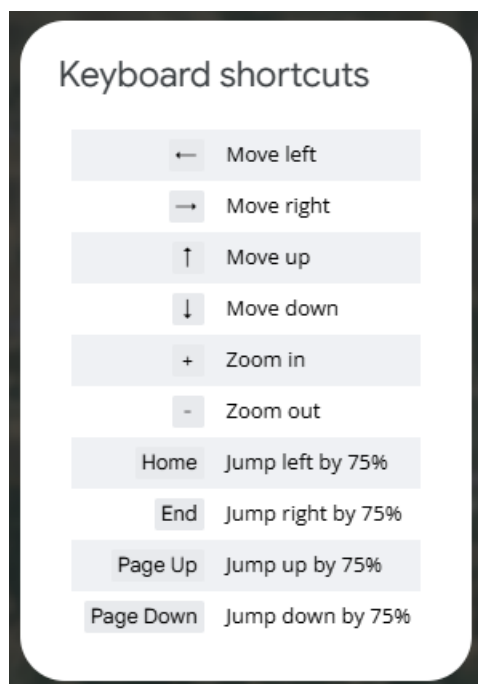 Keyboard shortcuts
← Move left
→ Move right
↑ Move up
↓ Move down
+ Zoom in
- Zoom out
Home Jump left by 75%
End Jump right by 75%
Page Up Jump up by 75%
Page Down Jump down by 75%